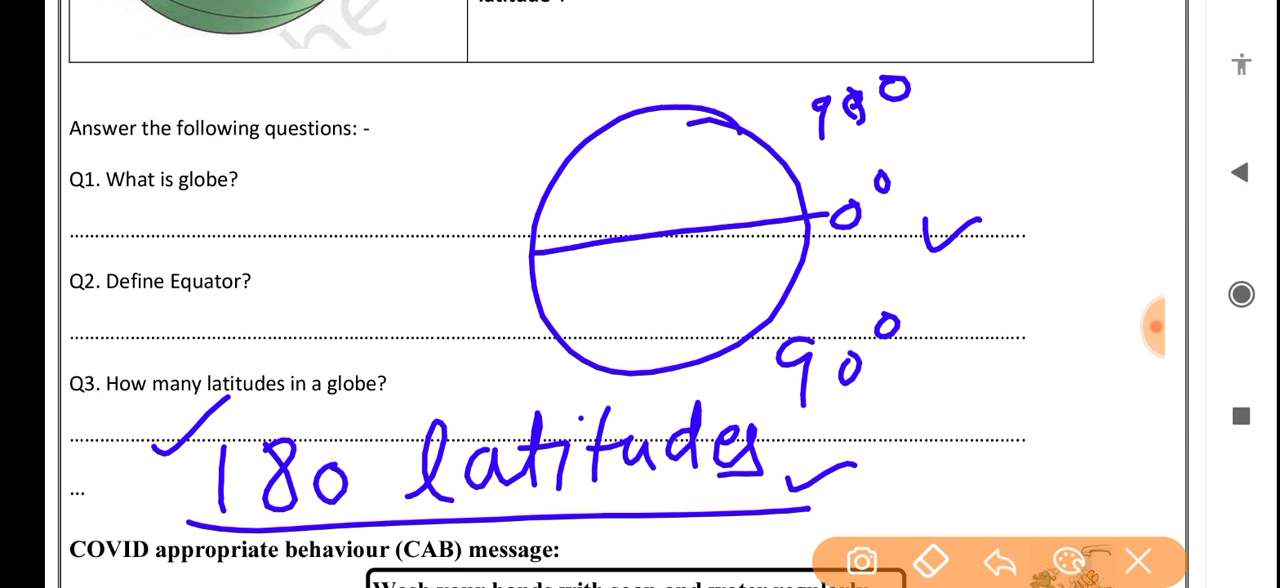 he
Answer the following questions: -
90°
Q1. What is globe?
0°
Q2. Define Equator?
90°
Q3. How many latitudes in a globe?
180 latitudes
...
COVID appropriate behaviour (CAB) message: